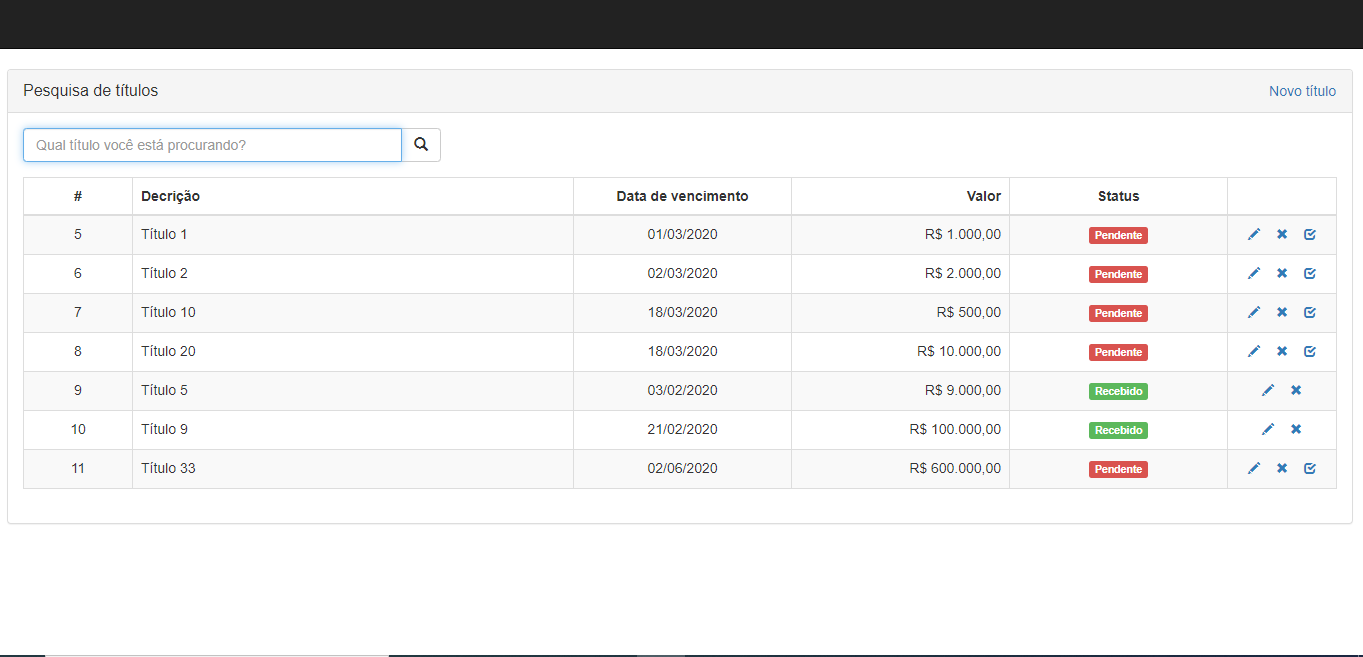 Pesquisa de títulos Novo título
Qual título você está procurando?
# Decrição Data de vencimento Valor Status
5 Título 1 01/03/2020 R$ 1.000,00 Pendente
6 Título 2 02/03/2020 R$ 2.000,00 Pendente
7 Título 10 18/03/2020 R$ 500,00 Pendente
8 Título 20 18/03/2020 R$ 10.000,00 Pendente
9 Título 5 03/02/2020 R$ 9.000,00 Recebido
10 Título 9 21/02/2020 R$ 100.000,00 Recebido
11 Título 33 02/06/2020 R$ 600.000,00 Pendente